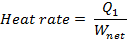 Heat rate = Q₁ / Wₙₑₜ